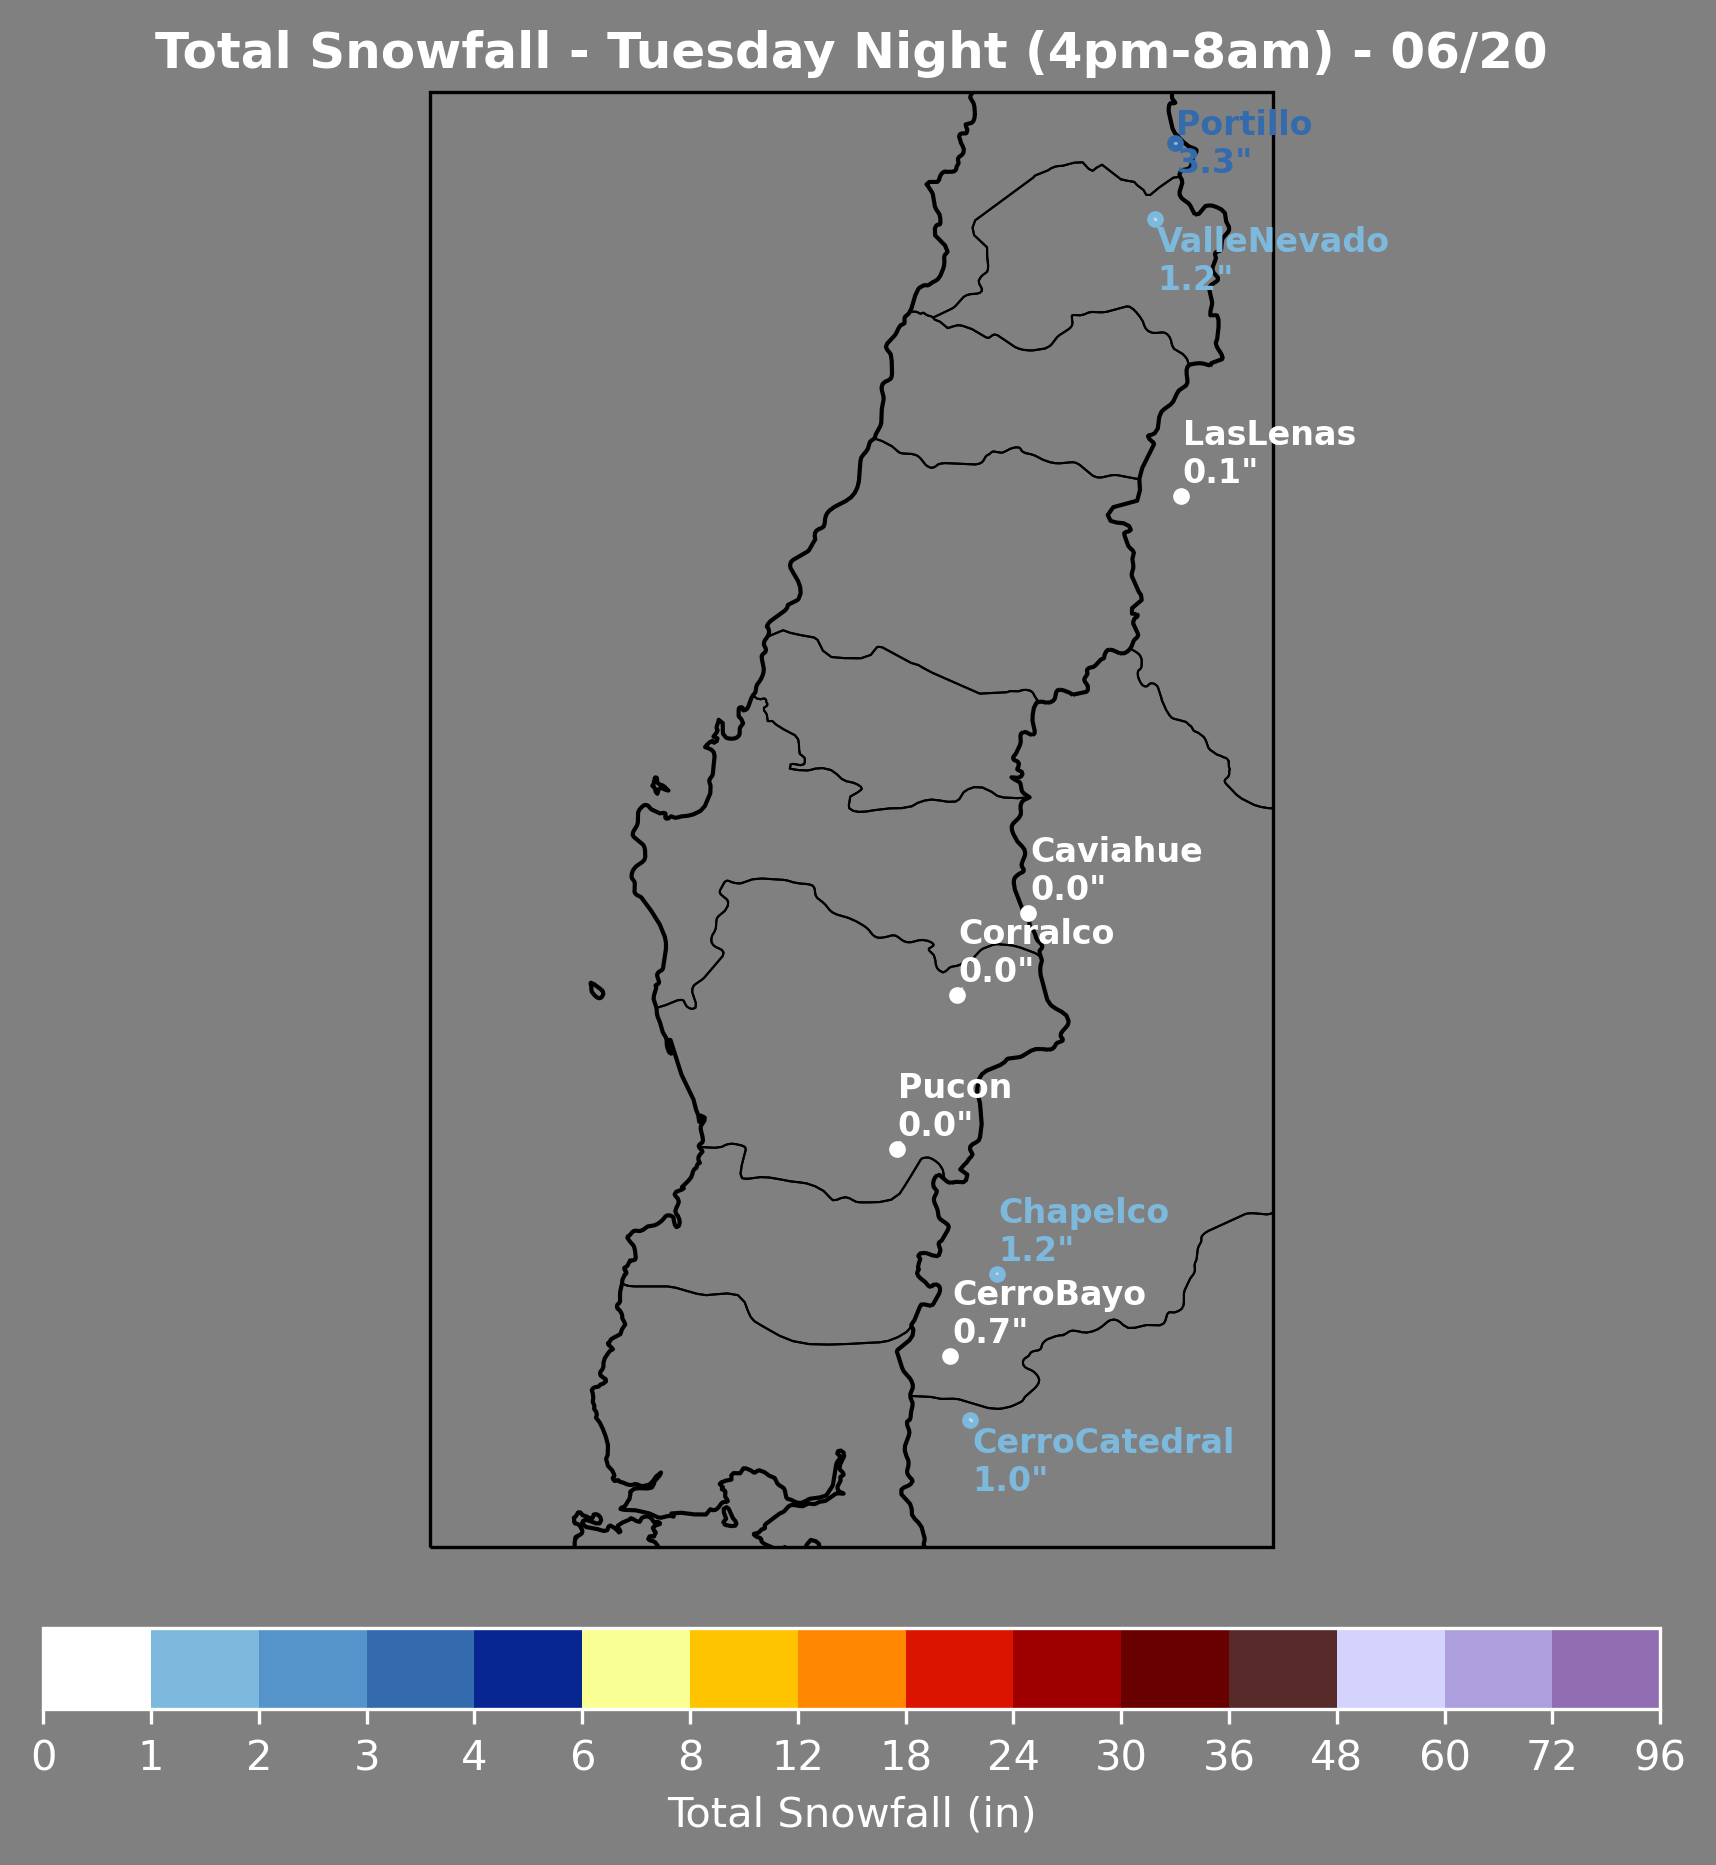 Total Snowfall - Tuesday Night (4pm-8am) - 06/20
Portillo
3.3"
ValleNevado
1.2"
LasLenas
0.1"
Caviahue
0.0"
Corralco
0.0"
Pucon
0.0"
Chapelco
1.2"
CerroBayo
0.7"
CerroCatedral
1.0"
0 1 2 3 4 6 8 12 18 24 30 36 48 60 72 96
Total Snowfall (in)